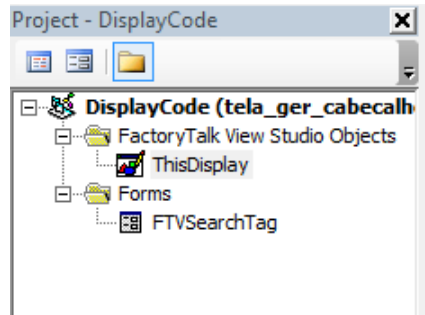 Project - DisplayCode
DisplayCode (tela_ger_cabecalh
FactoryTalk View Studio Objects
ThisDisplay
Forms
FTVSearchTag